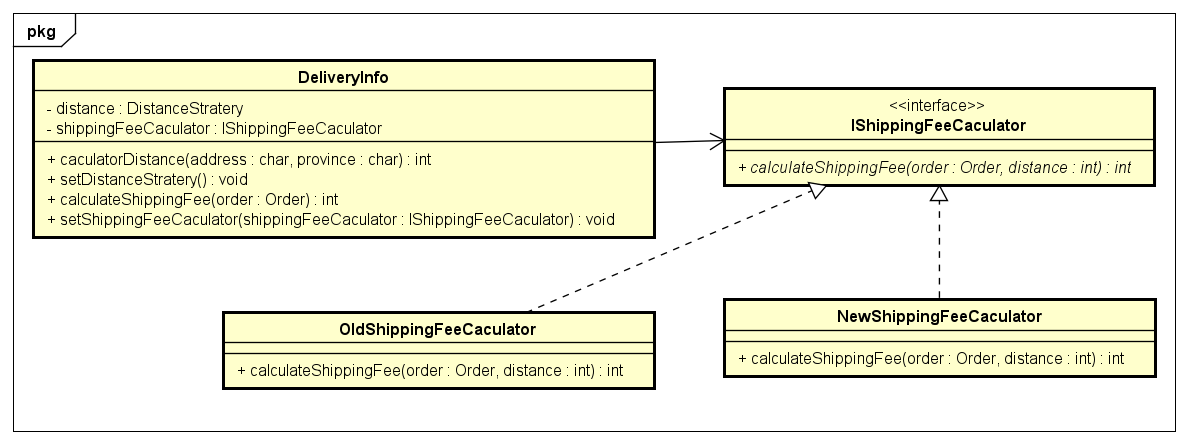 pkg
DeliveryInfo
- distance : DistanceStratery
- shippingFeeCaculator : IShippingFeeCaculator
+ caculatorDistance(address : char, province : char) : int
+ setDistanceStratery() : void
+ calculateShippingFee(order : Order) : int
+ setShippingFeeCaculator(shippingFeeCaculator : IShippingFeeCaculator) : void
<<interface>>
IShippingFeeCaculator
+ calculateShippingFee(order : Order, distance : int) : int
OldShippingFeeCaculator
+ calculateShippingFee(order : Order, distance : int) : int
NewShippingFeeCaculator
+ calculateShippingFee(order : Order, distance : int) : int